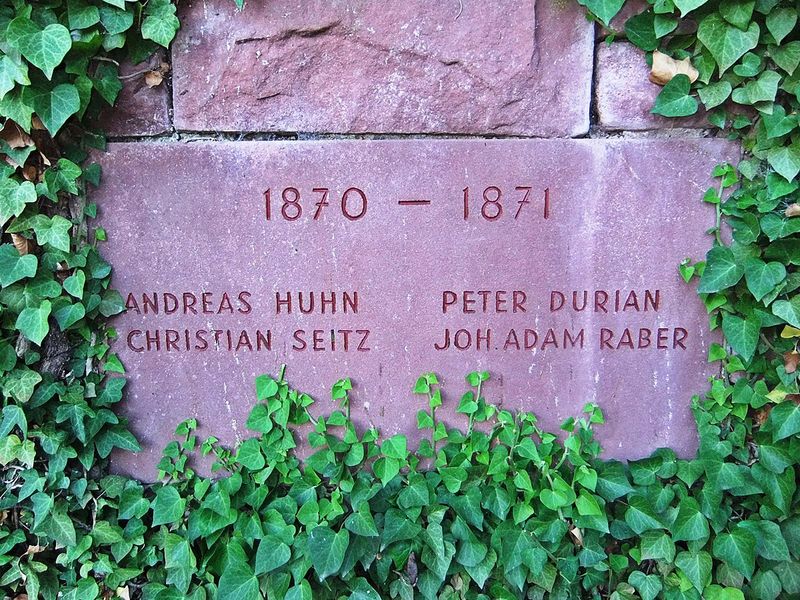 1870 — 1871
ANDREAS HUHN PETER DURIAN
CHRISTIAN SEITZ JOH. ADAM RABER